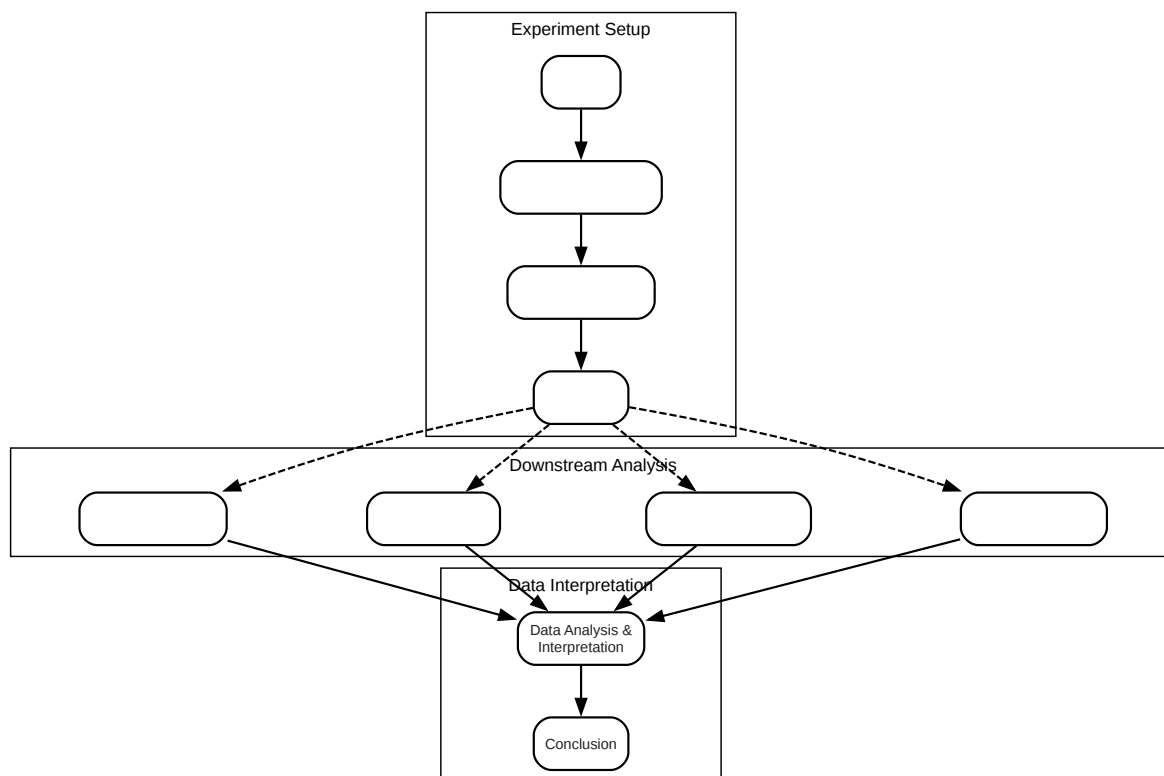 Experiment Setup
Downstream Analysis
Data Interpretation
Data Analysis &
Interpretation
Conclusion